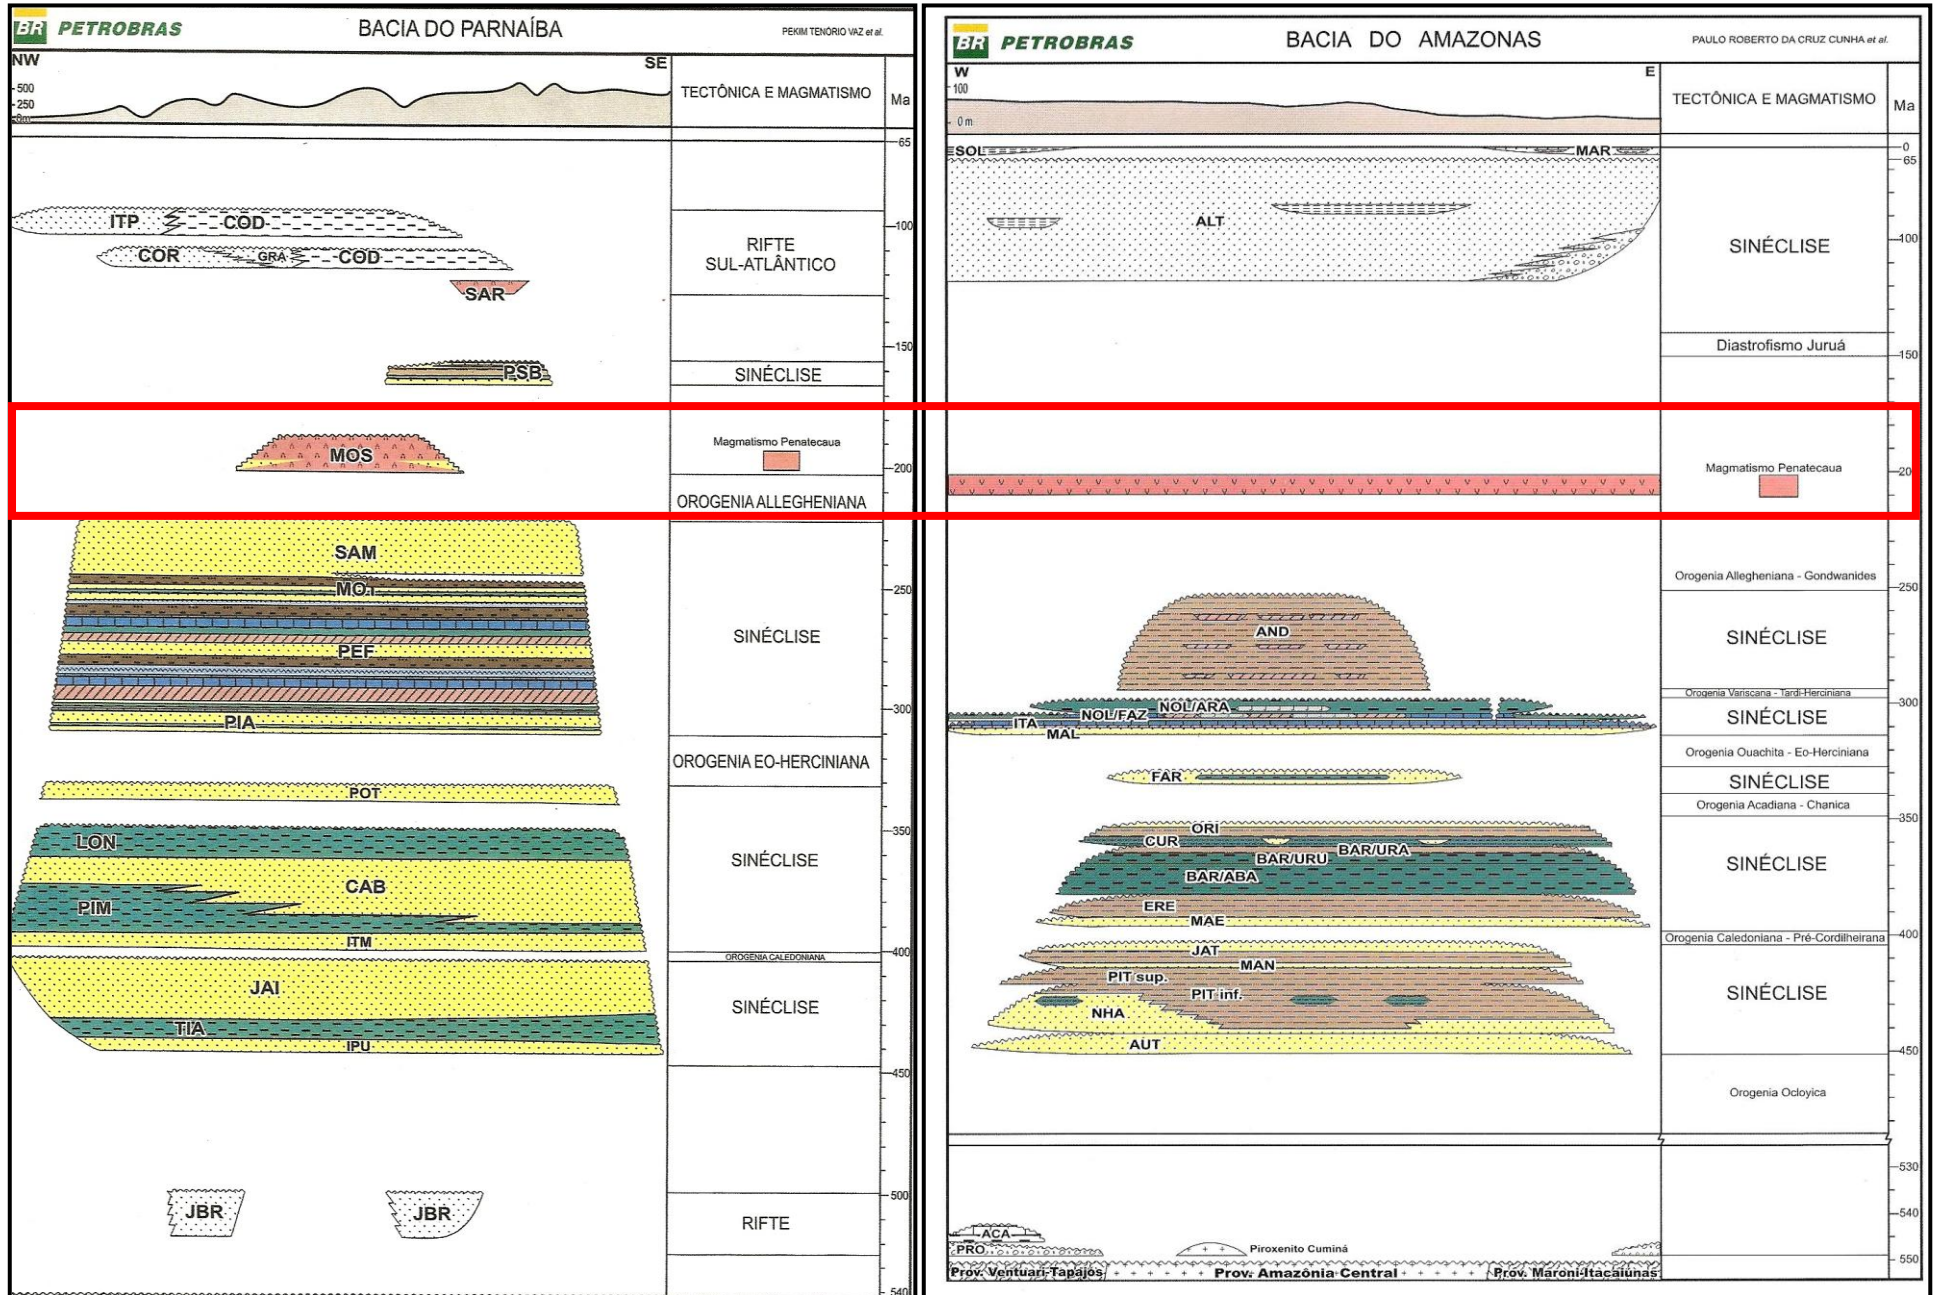 BR PETROBRAS
BACIA DO PARNAÍBA
PEKIM TENÓRIO VAZ et al.
NW
SE
500
250
0m
TECTÔNICA E MAGMATISMO
Ma
65
ITP
COD
100
COR
GRA
COD
RIFTE
SUL-ATLÂNTICO
SAR
150
PSB
SINÉCLISE
MOS
Magmatismo Penatecaua
200
OROGENIA ALLEGHENIANA
SAM
MOT
250
PEF
SINÉCLISE
PIA
300
OROGENIA EO-HERCINIANA
POT
LON
350
CAB
SINÉCLISE
PIM
ITM
400
OROGENIA CALEDONIANA
JAI
SINÉCLISE
TIA
IPU
450
500
JBR
JBR
RIFTE
540
BR PETROBRAS
BACIA DO AMAZONAS
PAULO ROBERTO DA CRUZ CUNHA et al.
W
E
100
0 m
TECTÔNICA E MAGMATISMO
Ma
SOL
MAR
0
65
ALT
100
SINÉCLISE
Diastrofismo Juruá
150
Magmatismo Penatecaua
20
Orogenia Allegheniana - Gondwanides
250
AND
SINÉCLISE
Orogenia Variscana - Tardi-Herciniana
300
NOL/ARA
NOL/FAZ
ITA
MAL
SINÉCLISE
Orogenia Ouachita - Eo-Herciniana
FAR
SINÉCLISE
Orogenia Acadiana - Chanica
350
ORI
CUR
BAR/URA
BAR/URU
BAR/ABA
SINÉCLISE
ERE
MAE
400
Orogenia Caledoniana - Pré-Cordilheirana
JAT
MAN
PIT sup.
PIT inf.
SINÉCLISE
NHA
AUT
450
Orogenia Ocloyica
530
540
ACA
PRO
Piroxenito Cuminá
550
Prov. Ventuari-Tapajós
Prov. Amazônia Central
Prov. Maroni-Itacaiúnas